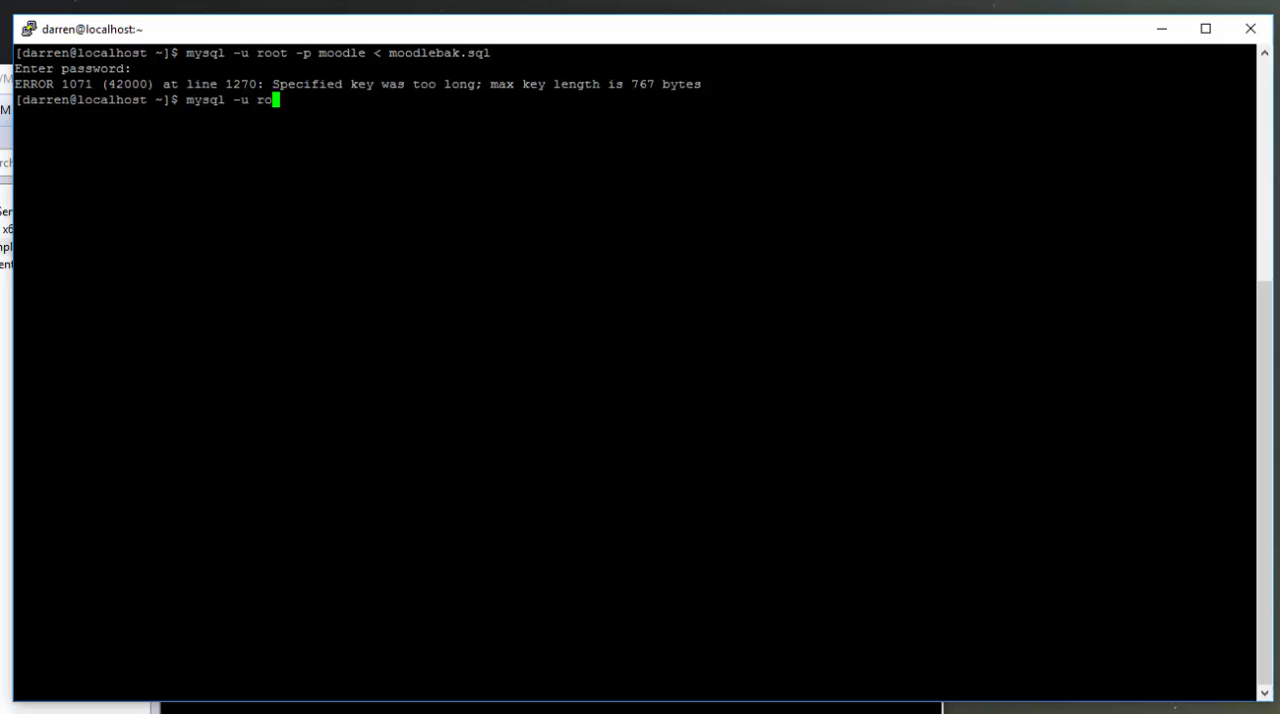 darren@localhost:~
[darren@localhost ~]$ mysql -u root -p moodle < moodlebak.sql
Enter password:
ERROR 1071 (42000) at line 1270: Specified key was too long; max key length is 767 bytes
[darren@localhost ~]$ mysql -u ro